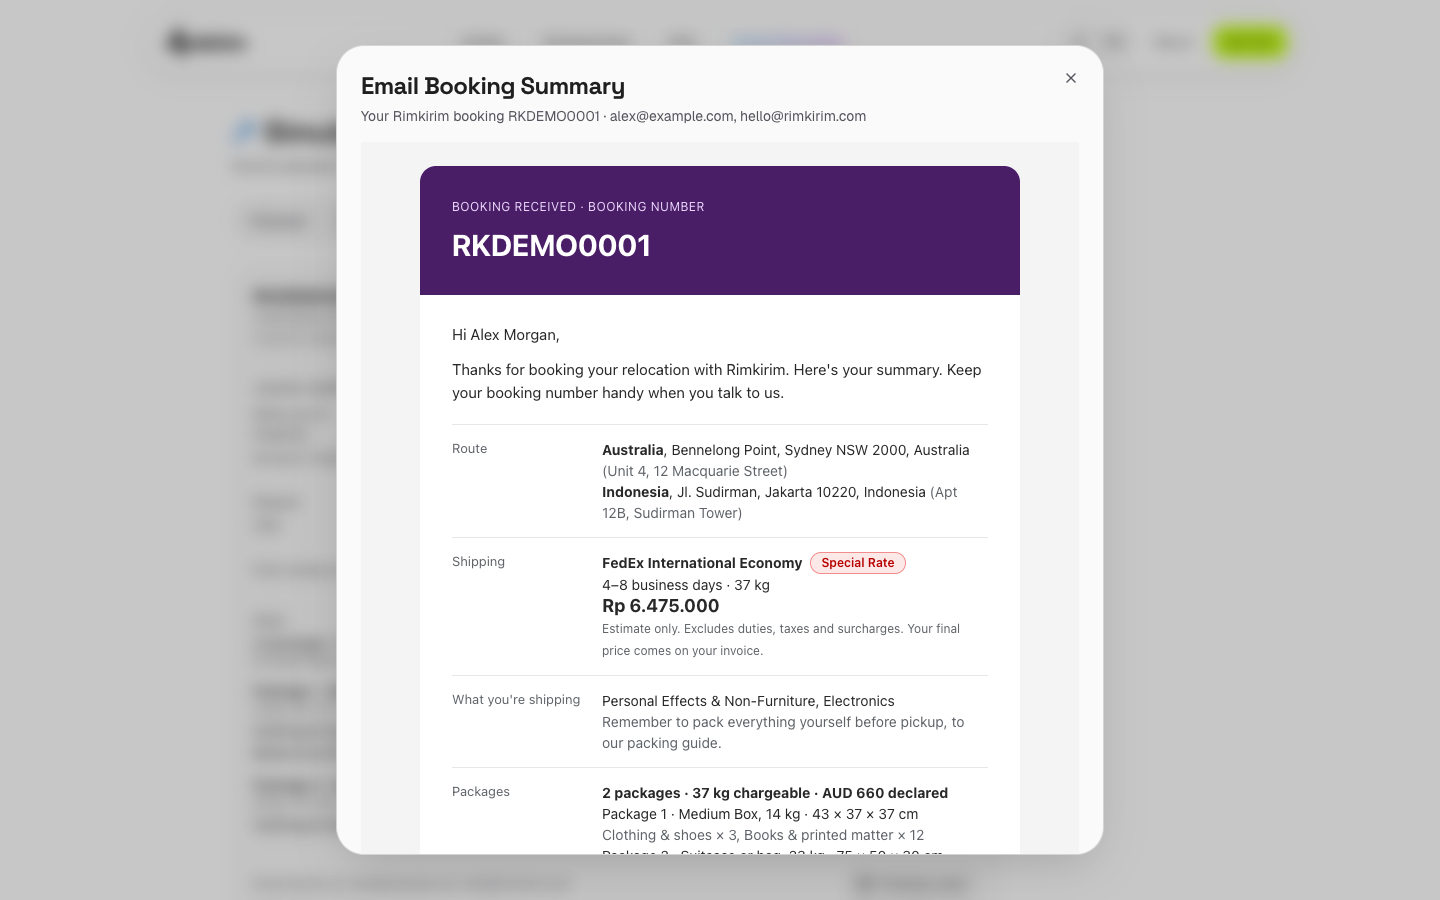 Email Booking Summary
Your Rimkirim booking RKDEMO0001 · alex@example.com, hello@rimkirim.com
BOOKING RECEIVED · BOOKING NUMBER
RKDEMO0001
Hi Alex Morgan,
Thanks for booking your relocation with Rimkirim. Here's your summary. Keep
your booking number handy when you talk to us.
Route
Australia, Bennelong Point, Sydney NSW 2000, Australia
(Unit 4, 12 Macquarie Street)
Indonesia, Jl. Sudirman, Jakarta 10220, Indonesia (Apt
12B, Sudirman Tower)
Shipping
FedEx International Economy Special Rate
4–8 business days · 37 kg
Rp 6.475.000
Estimate only. Excludes duties, taxes and surcharges. Your final
price comes on your invoice.
What you're shipping
Personal Effects & Non-Furniture, Electronics
Remember to pack everything yourself before pickup, to
our packing guide.
Packages
2 packages · 37 kg chargeable · AUD 660 declared
Package 1 · Medium Box, 14 kg · 43 × 37 × 37 cm
Clothing & shoes × 3, Books & printed matter × 12